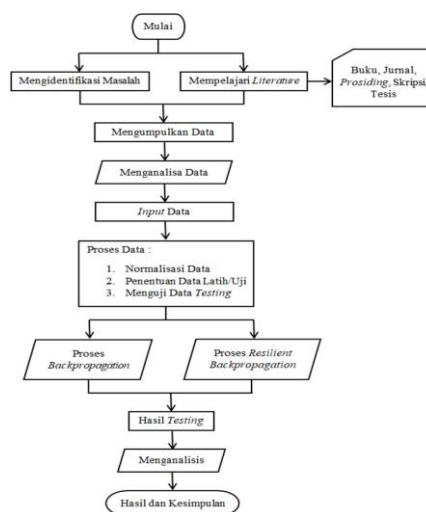 Mulai
Mengidentifikasi Masalah
Mempelajari Literature
Buku, Jurnal,
Prosiding, Skripsi,
Tesis
Mengumpulkan Data
Menganalisa Data
Input Data
Proses Data :
1. Normalisasi Data
2. Penentuan Data Latih/Uji
3. Menguji Data Testing
Proses
Backpropagation
Proses Resilient
Backpropagation
Hasil Testing
Menganalisis
Hasil dan Kesimpulan